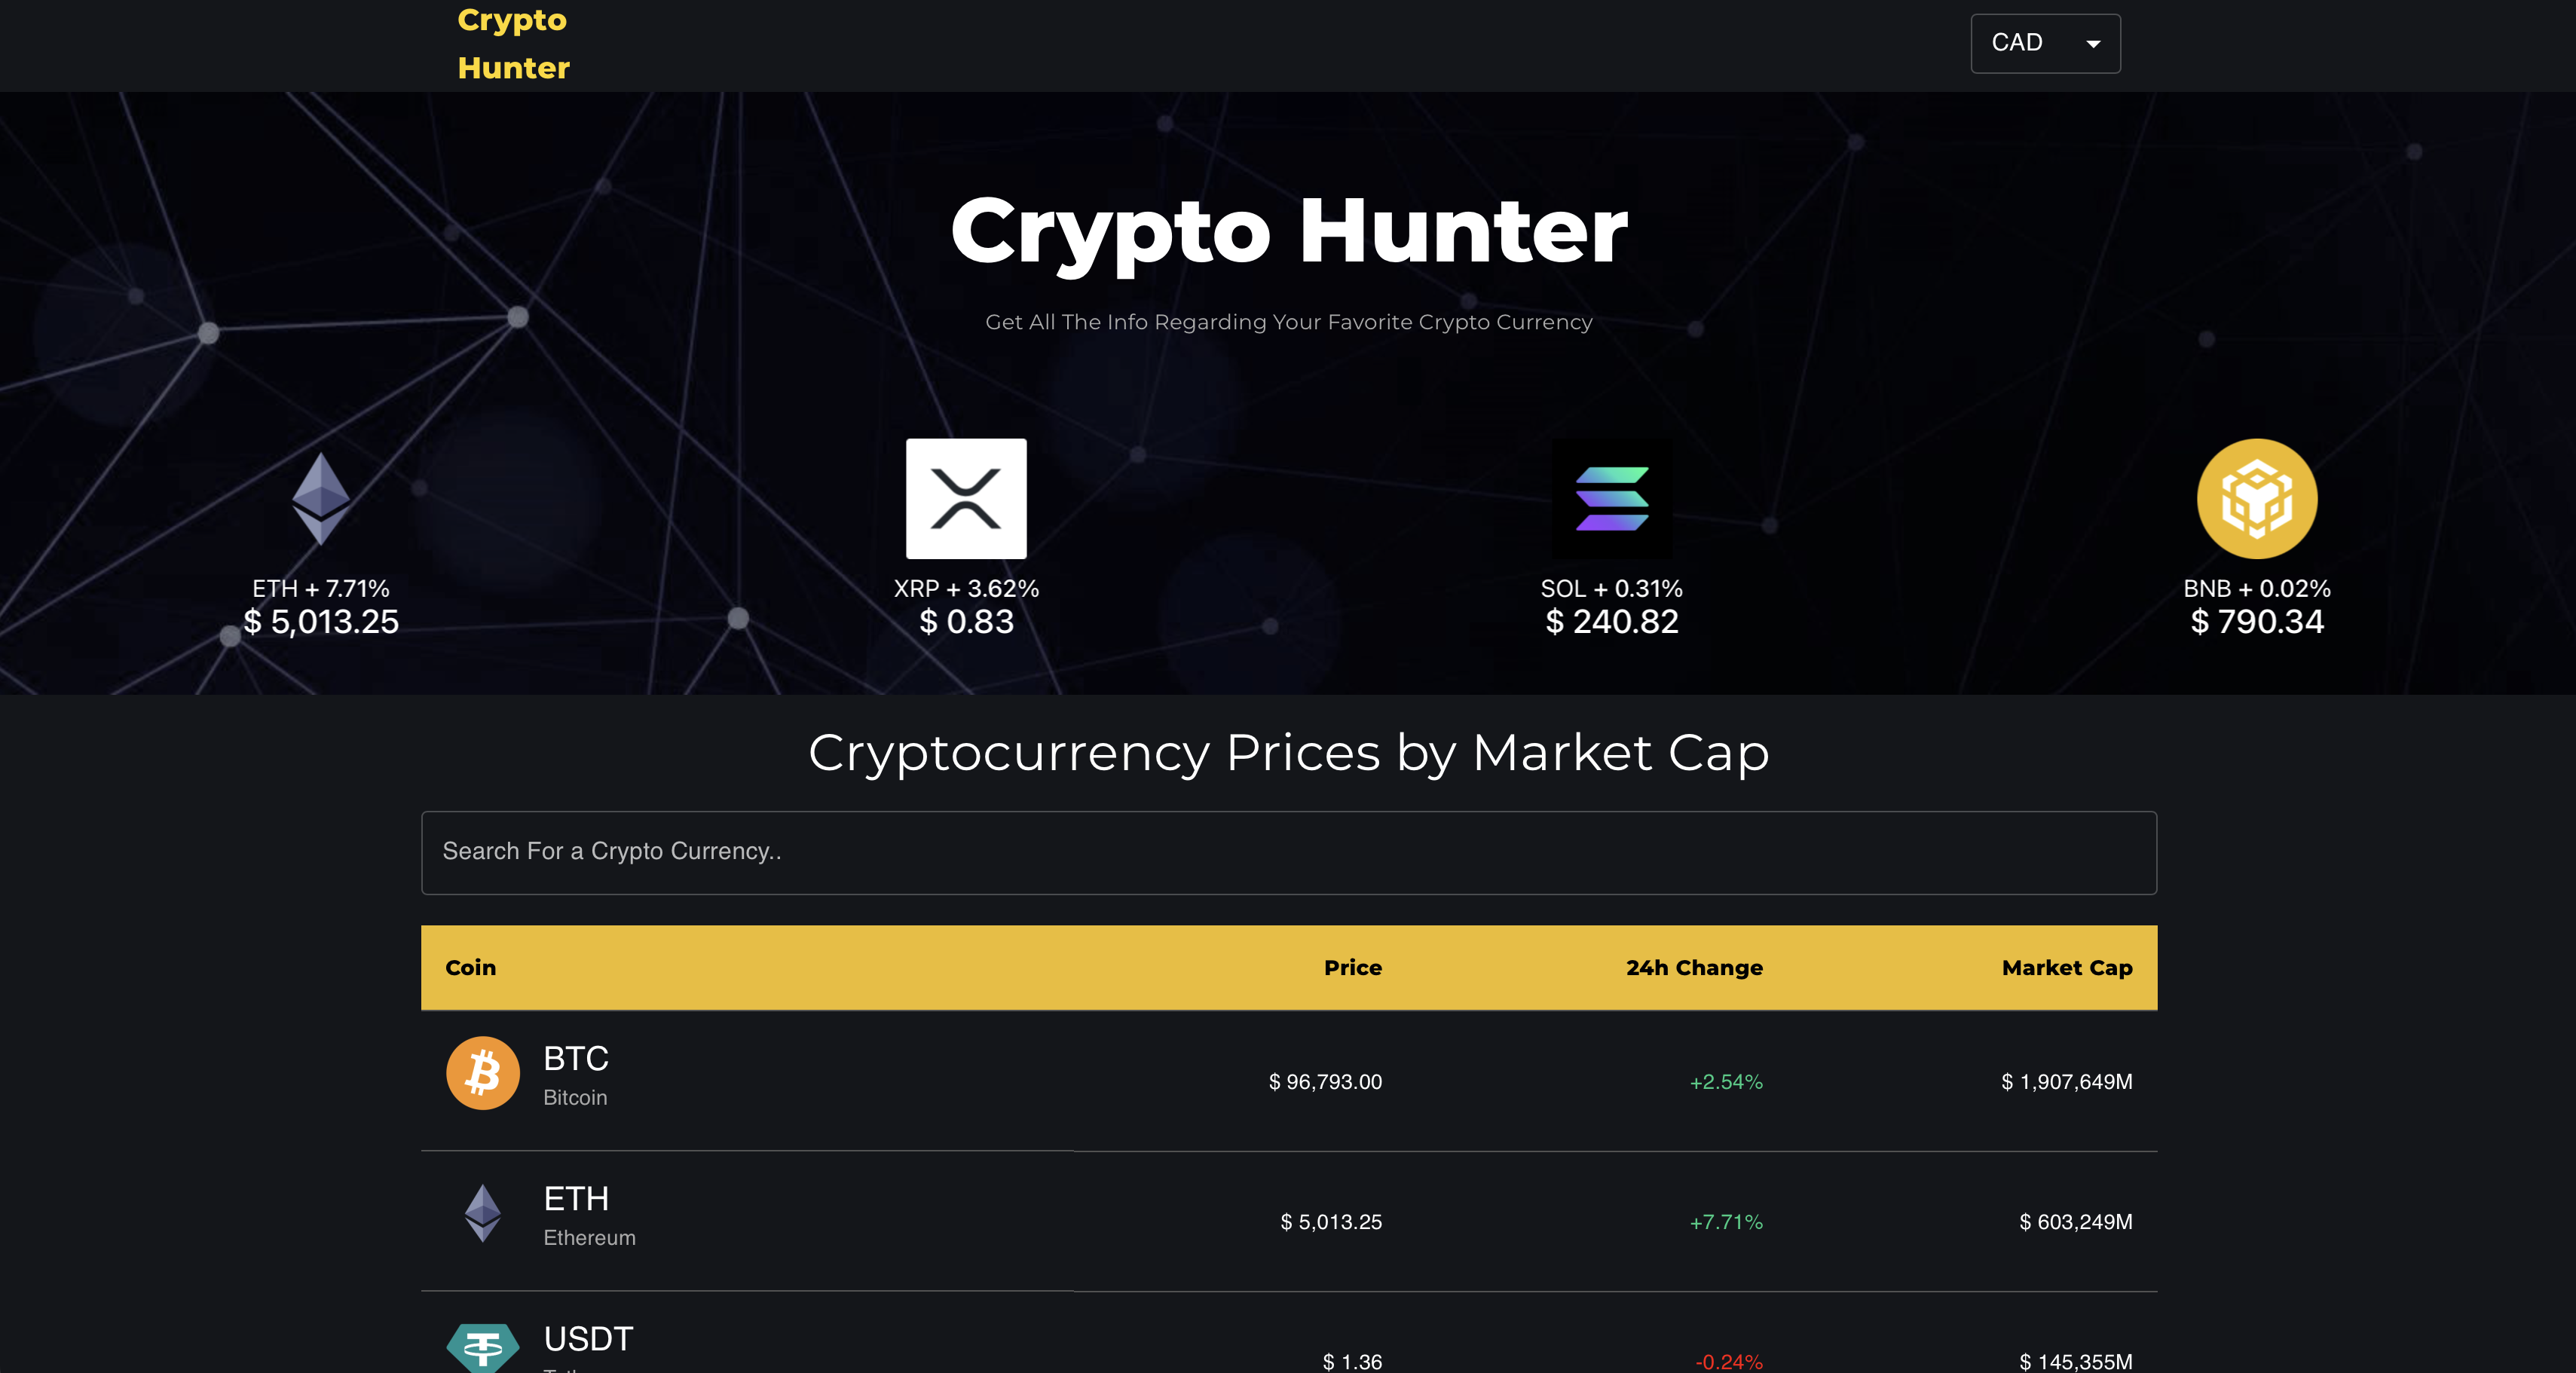 Crypto
Hunter
CAD
Crypto Hunter
Get All The Info Regarding Your Favorite Crypto Currency
ETH + 7.71%
$ 5,013.25
XRP + 3.62%
$ 0.83
SOL + 0.31%
$ 240.82
BNB + 0.02%
$ 790.34
Cryptocurrency Prices by Market Cap
Search For a Crypto Currency..
Coin Price 24h Change Market Cap
BTC
Bitcoin
$ 96,793.00 +2.54% $ 1,907,649M
ETH
Ethereum
$ 5,013.25 +7.71% $ 603,249M
USDT
$ 1.36 -0.24% $ 145,355M